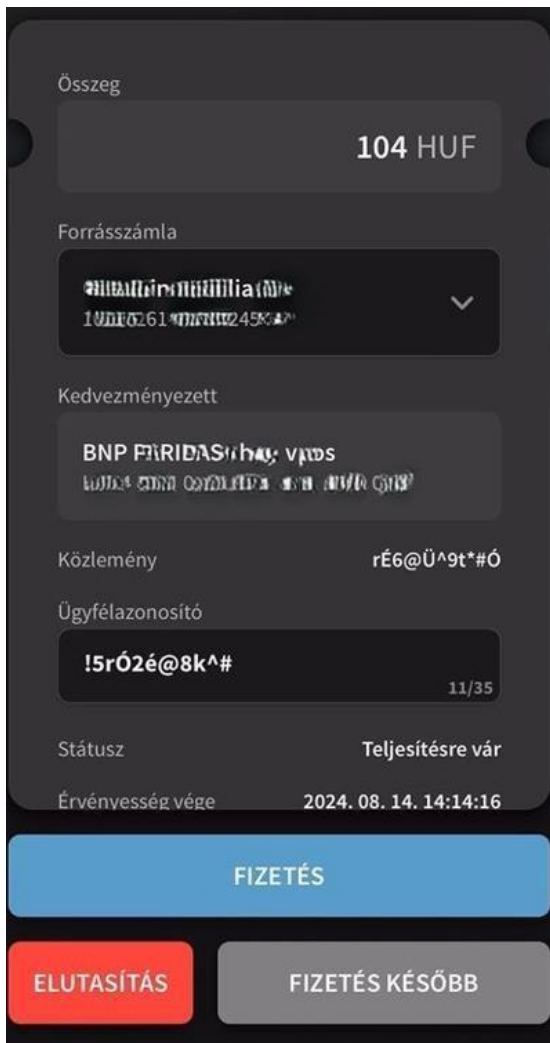 Összeg
104 HUF
Forrásszámla
Kedvezményezett
BNP
Közlemény rÉ6@Ü^9t*#Ó
Ügyfélazonosító
!5rÓ2é@8k^#
11/35
Státusz Teljesítésre vár
Érvényesség vége 2024. 08. 14. 14:14:16
FIZETÉS
ELUTASÍTÁS FIZETÉS KÉSŐBB